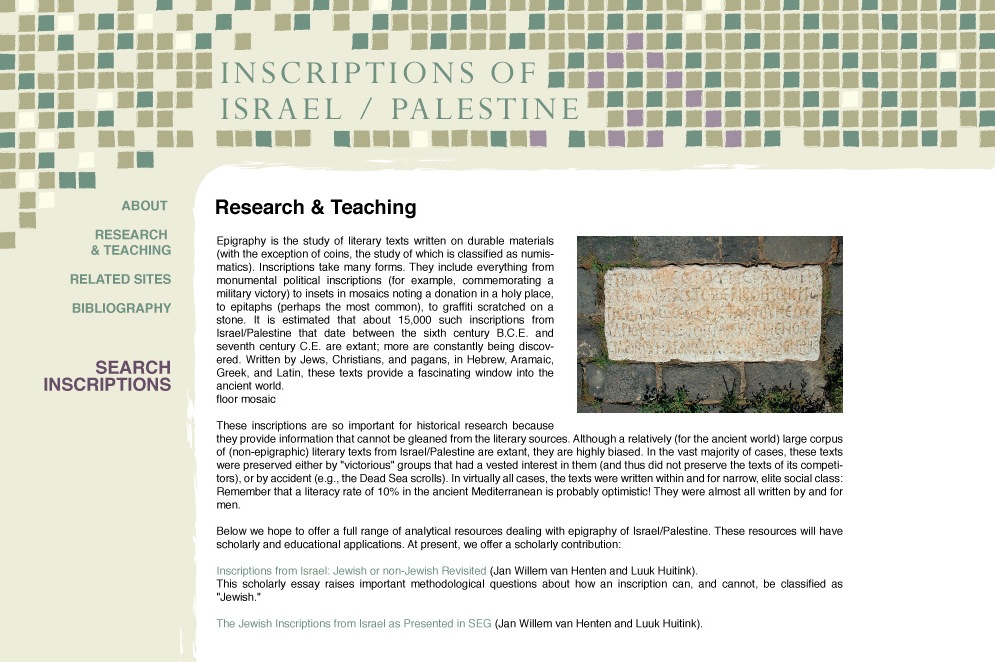 INSCRIPTIONS OF
ISRAEL / PALESTINE
ABOUT
RESEARCH
& TEACHING
RELATED SITES
BIBLIOGRAPHY
SEARCH
INSCRIPTIONS
Research & Teaching
Epigraphy is the study of literary texts written on durable materials
(with the exception of coins, the study of which is classified as numis-
matics). Inscriptions take many forms. They include everything from
monumental political inscriptions (for example, commemorating a
military victory) to insets in mosaics noting a donation in a holy place,
to epitaphs (perhaps the most common), to graffiti scratched on a
stone. It is estimated that about 15,000 such inscriptions from
Israel/Palestine that date between the sixth century B.C.E. and
seventh century C.E. are extant; more are constantly being discov-
ered. Written by Jews, Christians, and pagans, in Hebrew, Aramaic,
Greek, and Latin, these texts provide a fascinating window into the
ancient world.
floor mosaic
These inscriptions are so important for historical research because
they provide information that cannot be gleaned from the literary sources. Although a relatively (for the ancient world) large corpus
of (non-epigraphic) literary texts from Israel/Palestine are extant, they are highly biased. In the vast majority of cases, these texts
were preserved either by "victorious" groups that had a vested interest in them (and thus did not preserve the texts of its competi-
tors), or by accident (e.g., the Dead Sea scrolls). In virtually all cases, the texts were written within and for narrow, elite social class:
Remember that a literacy rate of 10% in the ancient Mediterranean is probably optimistic! They were almost all written by and for
men.
Below we hope to offer a full range of analytical resources dealing with epigraphy of Israel/Palestine. These resources will have
scholarly and educational applications. At present, we offer a scholarly contribution:
Inscriptions from Israel: Jewish or non-Jewish Revisited (Jan Willem van Henten and Luuk Huitink).
This scholarly essay raises important methodological questions about how an inscription can, and cannot, be classified as
"Jewish."
The Jewish Inscriptions from Israel as Presented in SEG (Jan Willem van Henten and Luuk Huitink).